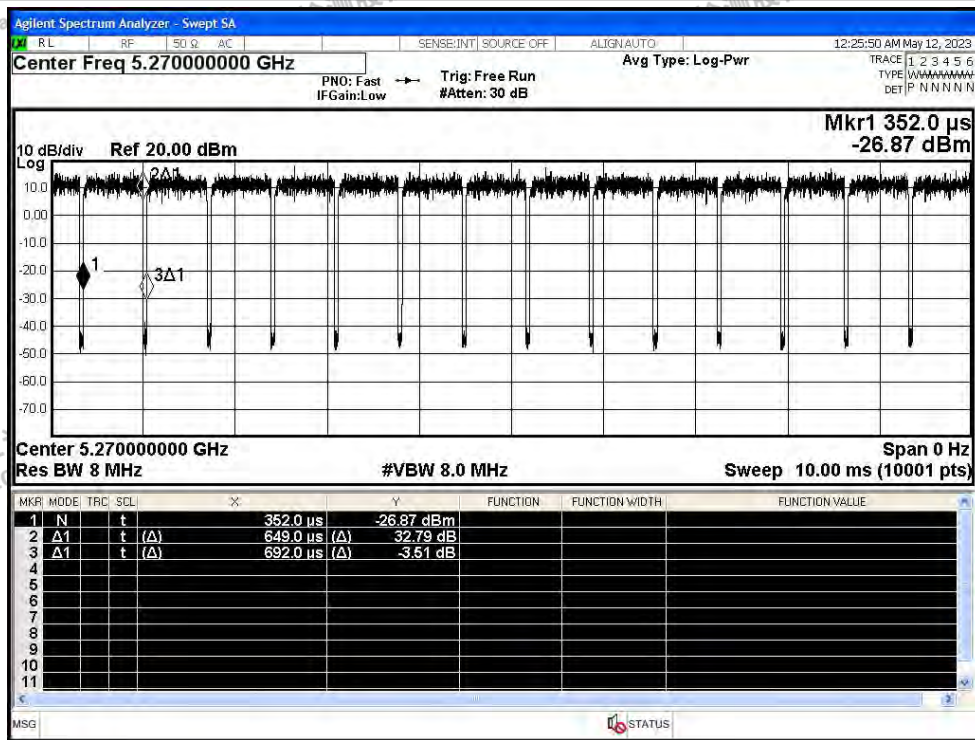 Agilent Spectrum Analyzer - Swept SA
RL RF 50 Ω AC SENSE:INT SOURCE OFF ALIGN AUTO 12:25:50 AM May 12, 2023
Center Freq 5.270000000 GHz Avg Type: Log-Pwr TRACE 1 2 3 4 5 6
PNO: Fast Trig: Free Run TYPE WWWWWW
IFGain:Low #Atten: 30 dB DET P N N N N N
Mkr1 352.0 µs
10 dB/div Ref 20.00 dBm -26.87 dBm
Log
2Δ1
10.0
0.00
-10.0
1
-20.0
3Δ1
-30.0
-40.0
-50.0
-60.0
-70.0
Center 5.270000000 GHz Span 0 Hz
Res BW 8 MHz #VBW 8.0 MHz Sweep 10.00 ms (10001 pts)
MKR MODE TRC SCL X Y FUNCTION FUNCTION WIDTH FUNCTION VALUE
1 N t 352.0 µs -26.87 dBm
2 Δ1 t (Δ) 649.0 µs (Δ) 32.79 dB
3 Δ1 t (Δ) 692.0 µs (Δ) -3.51 dB
4
5
6
7
8
9
10
11
MSG STATUS